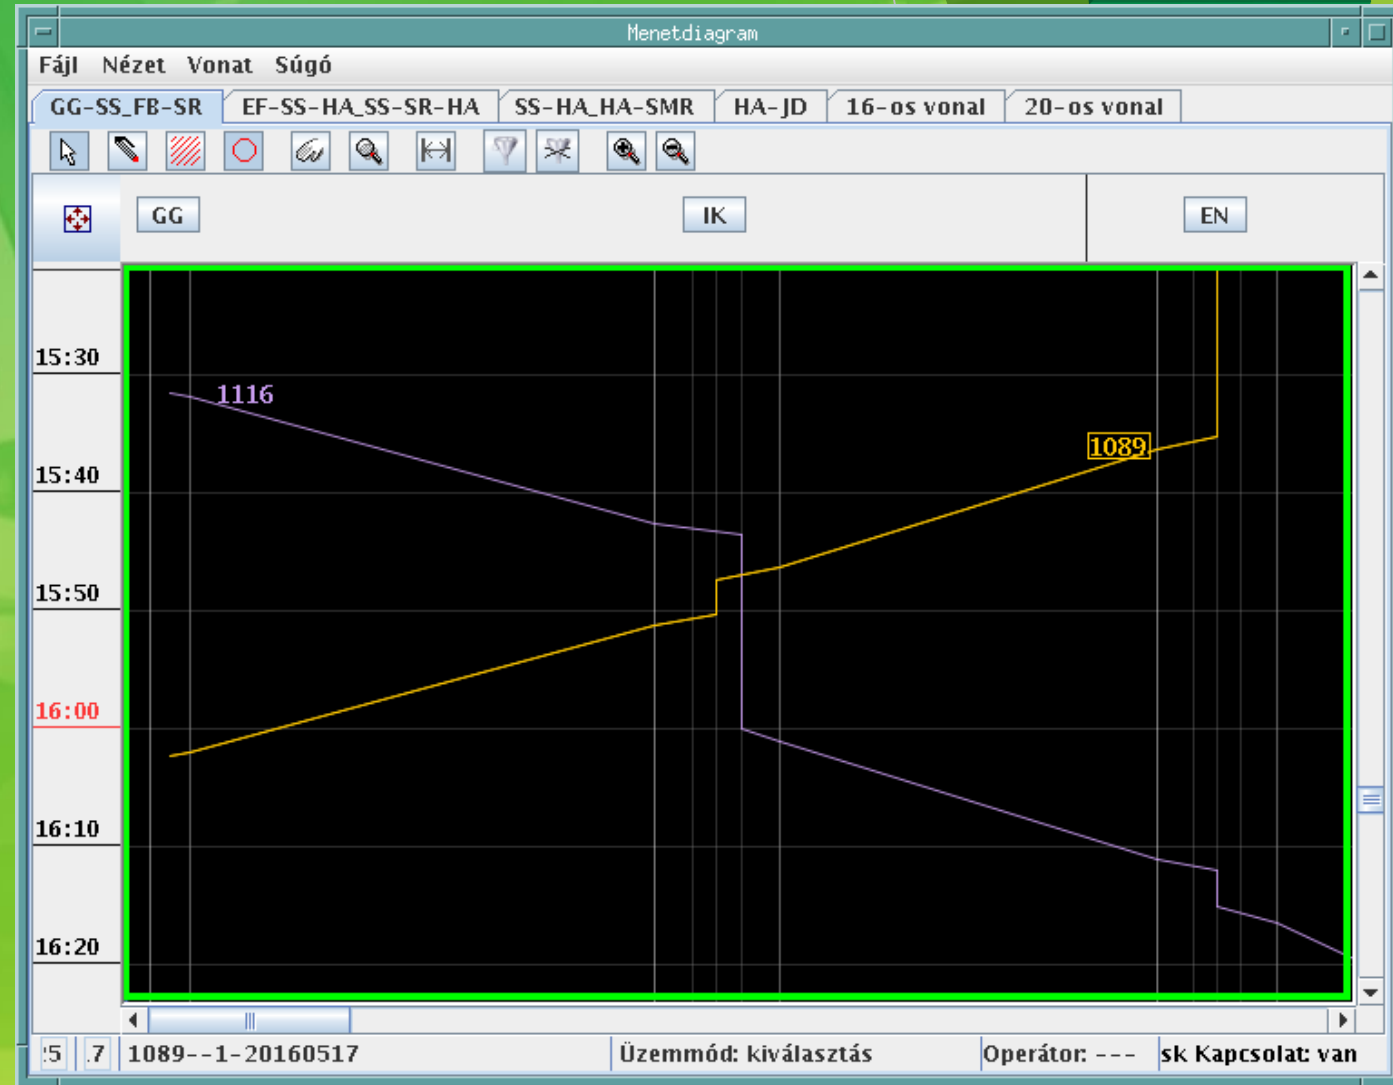 Menetdiagram
Fájl Nézet Vonat Súgó
GG-SS_FB-SR EF-SS-HA_SS-SR-HA SS-HA_HA-SMR HA-JD 16-os vonal 20-os vonal
GG IK EN
15:30
1116
1089
15:40
15:50
16:00
16:10
16:20
:5 .7 1089--1-20160517 Üzemmód: kiválasztás Operátor: --- sk Kapcsolat: van